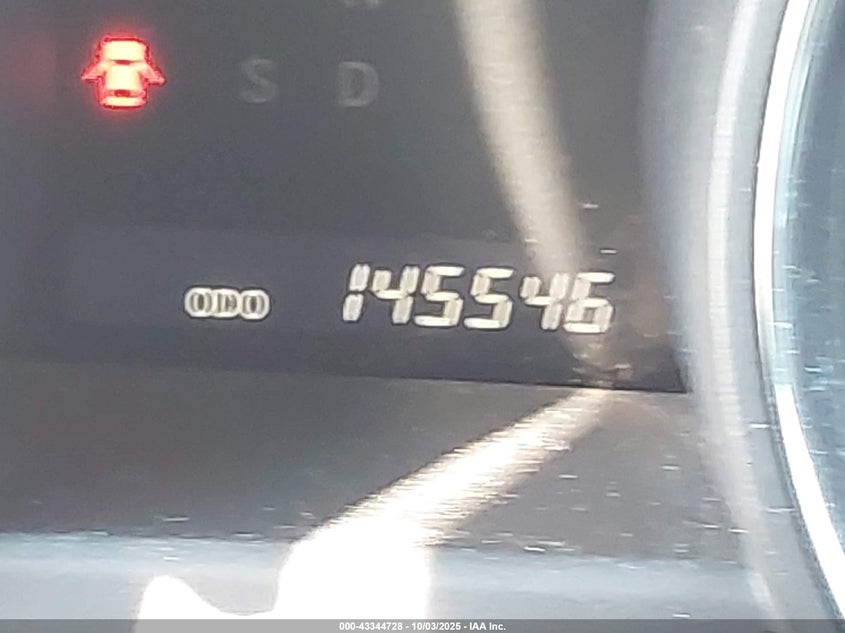 S D
ODO 145546
000-43344728 - 10/03/2025 - IAA Inc.